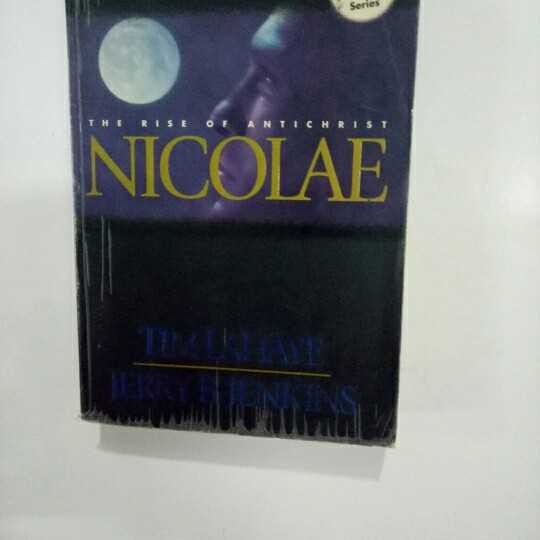 Series
THE RISE OF ANTICHRIST
NICOLAE
TIM LAHAYE
JERRY B. JENKINS